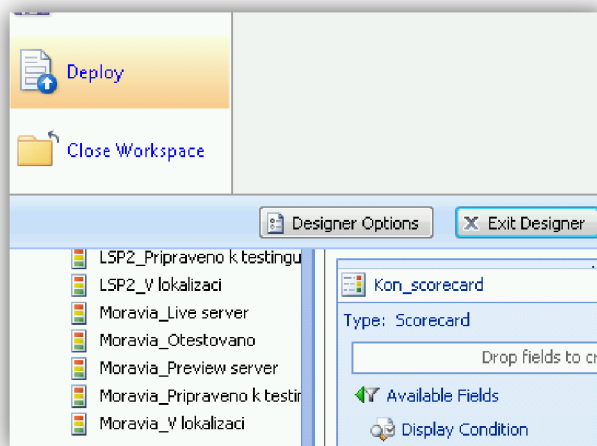 Deploy
Close Workspace
Designer Options
Exit Designer
LSP2_Pripraveno k testingu
LSP2_V lokalizaci
Moravia_Live server
Moravia_Otestovano
Moravia_Preview server
Moravia_Pripraveno k testin
Moravia_V lokalizaci
Kon_scorecard
Type: Scorecard
Drop fields to cr
Available Fields
Display Condition